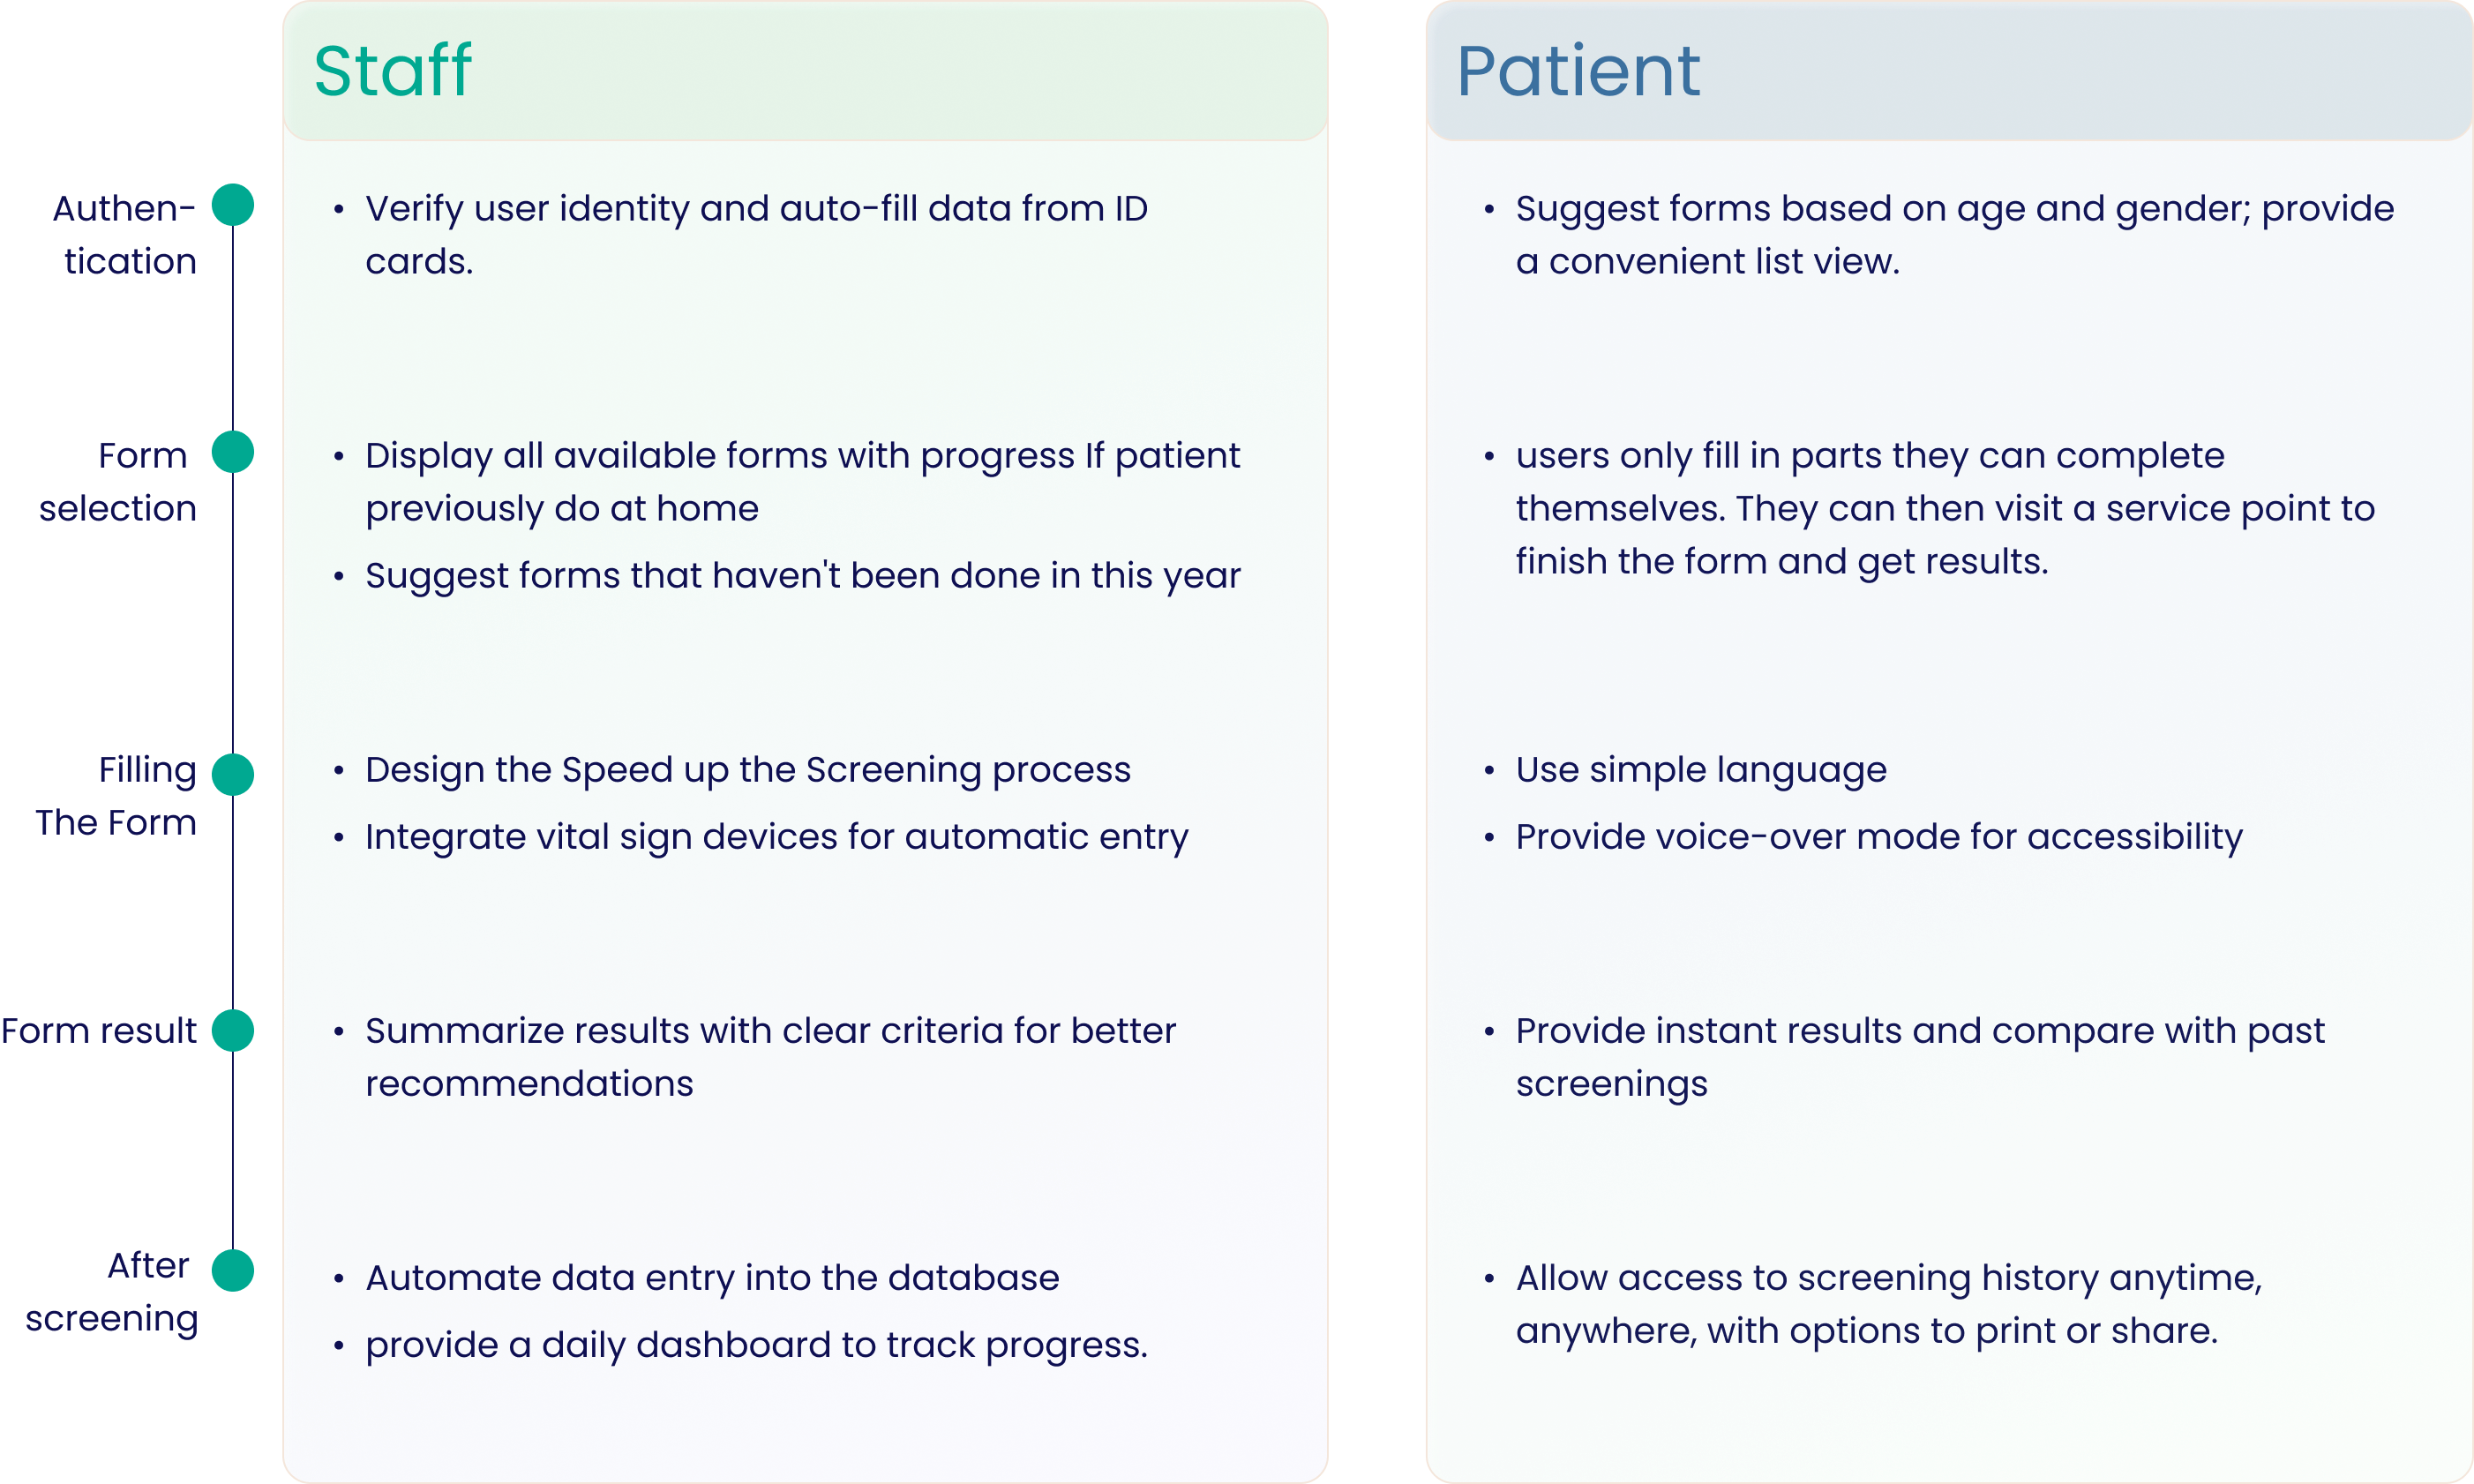 Staff
Patient
Authen-
tication
• Verify user identity and auto-fill data from ID
cards.
• Suggest forms based on age and gender; provide
a convenient list view.
Form
selection
• Display all available forms with progress If patient
previously do at home
• Suggest forms that haven't been done in this year
• users only fill in parts they can complete
themselves. They can then visit a service point to
finish the form and get results.
Filling
The Form
• Design the Speed up the Screening process
• Integrate vital sign devices for automatic entry
• Use simple language
• Provide voice-over mode for accessibility
Form result
• Summarize results with clear criteria for better
recommendations
• Provide instant results and compare with past
screenings
After
screening
• Automate data entry into the database
• provide a daily dashboard to track progress.
• Allow access to screening history anytime,
anywhere, with options to print or share.